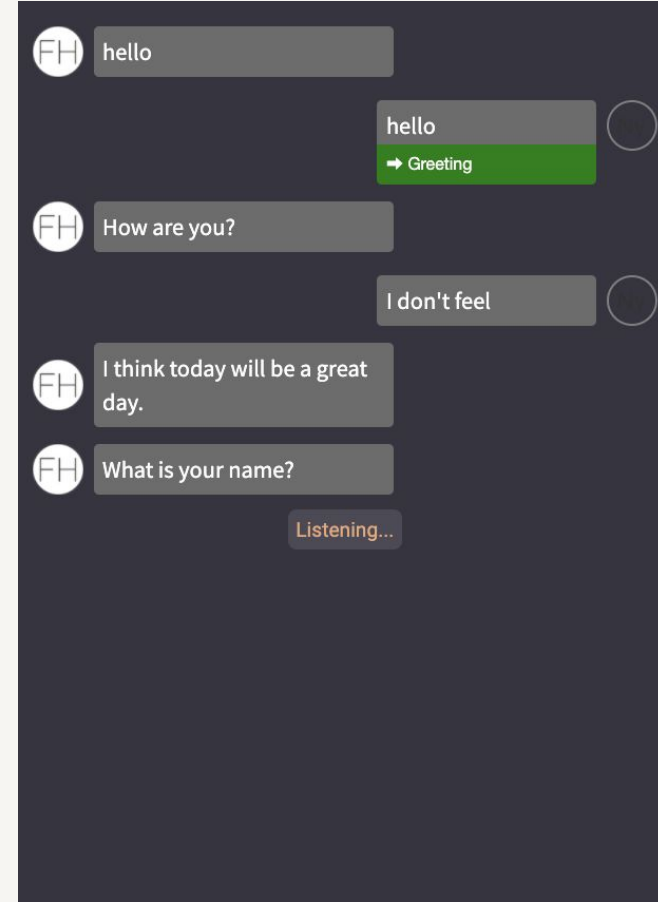 FH
hello
hello
➡ Greeting
FH
How are you?
I don't feel
FH
I think today will be a great
day.
FH
What is your name?
Listening...